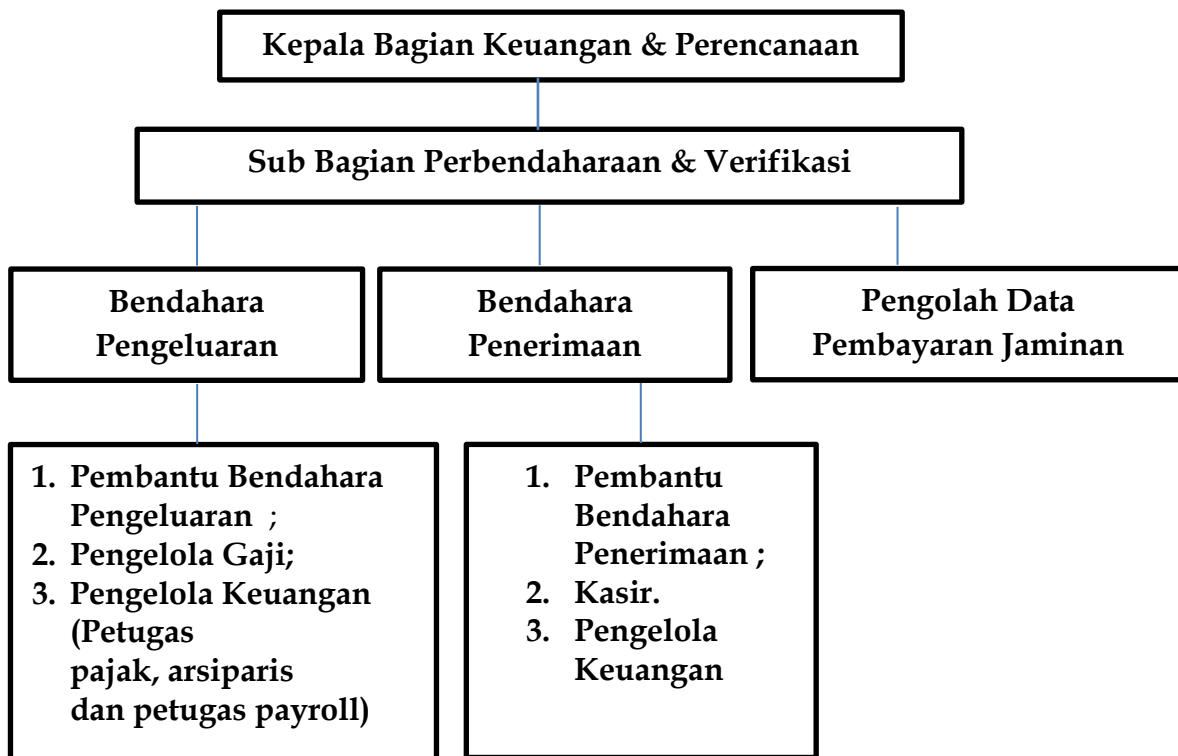 Kepala Bagian Keuangan & Perencanaan
Sub Bagian Perbendaharaan & Verifikasi
Bendahara
Pengeluaran
Bendahara
Penerimaan
Pengolah Data
Pembayaran Jaminan
1. Pembantu Bendahara
Pengeluaran ;
2. Pengelola Gaji;
3. Pengelola Keuangan
(Petugas
pajak, arsiparis
dan petugas payroll)
1. Pembantu
Bendahara
Penerimaan ;
2. Kasir.
3. Pengelola
Keuangan